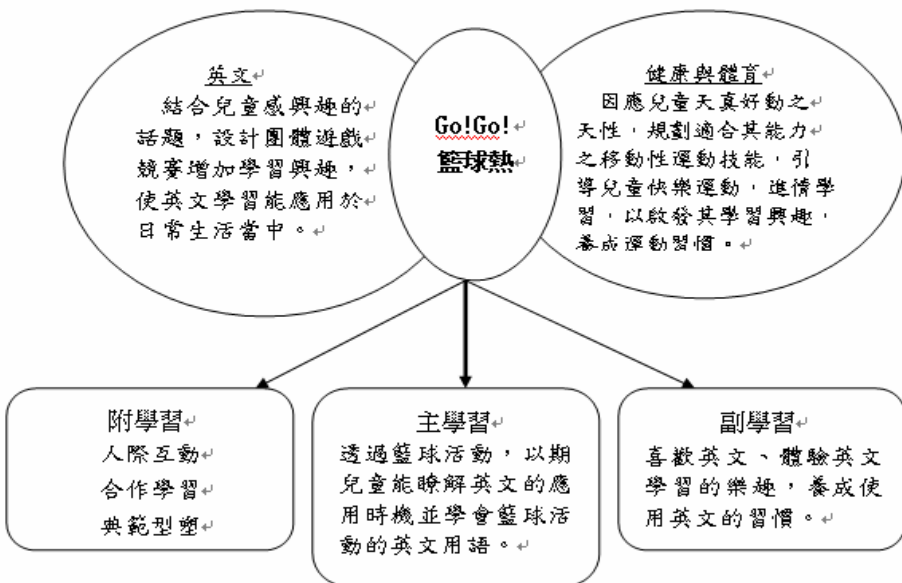 英文
結合兒童感興趣的
話題，設計團體遊戲
競賽增加學習興趣，
使英文學習能應用於
日常生活當中。
Go!Go!
籃球熱
健康與體育
因應兒童天真好動之
天性，規劃適合其能力
之移動性運動技能，引
導兒童快樂運動，進情學
習，以啟發其學習興趣，
養成運動習慣。
附學習
人際互動
合作學習
典範型塑
主學習
透過籃球活動，以期
兒童能瞭解英文的應
用時機並學會籃球活
動的英文用語。
副學習
喜歡英文、體驗英文
學習的樂趣，養成使
用英文的習慣。